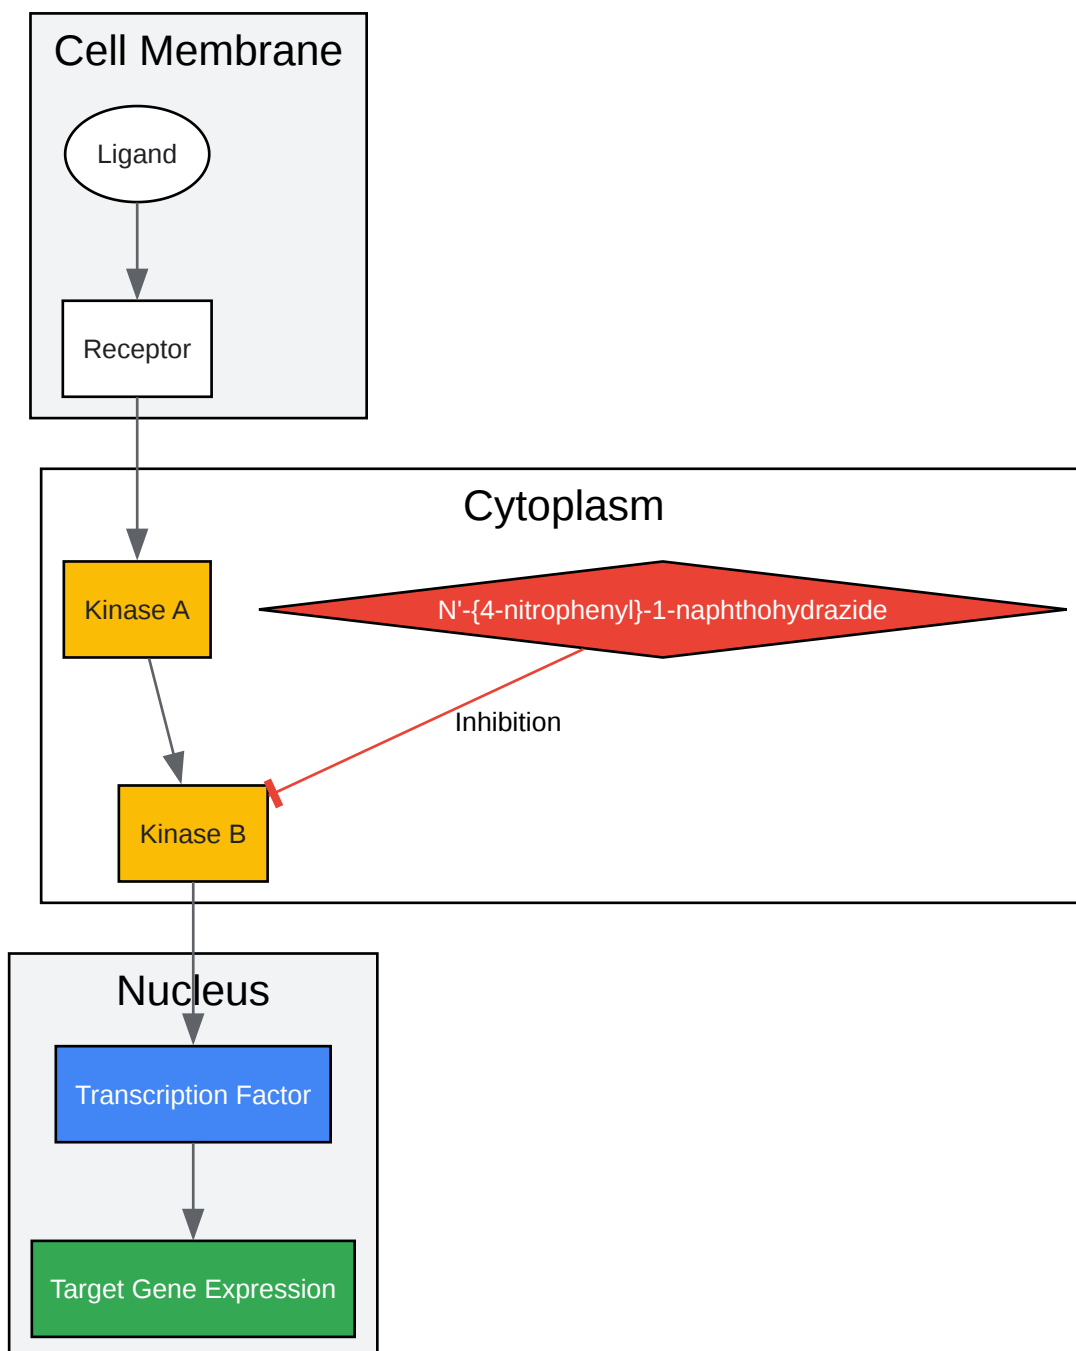 Cell Membrane
Ligand
Receptor
Cytoplasm
Kinase A
N'-{4-nitrophenyl}-1-naphthohydrazide
Inhibition
Kinase B
Nucleus
Transcription Factor
Target Gene Expression